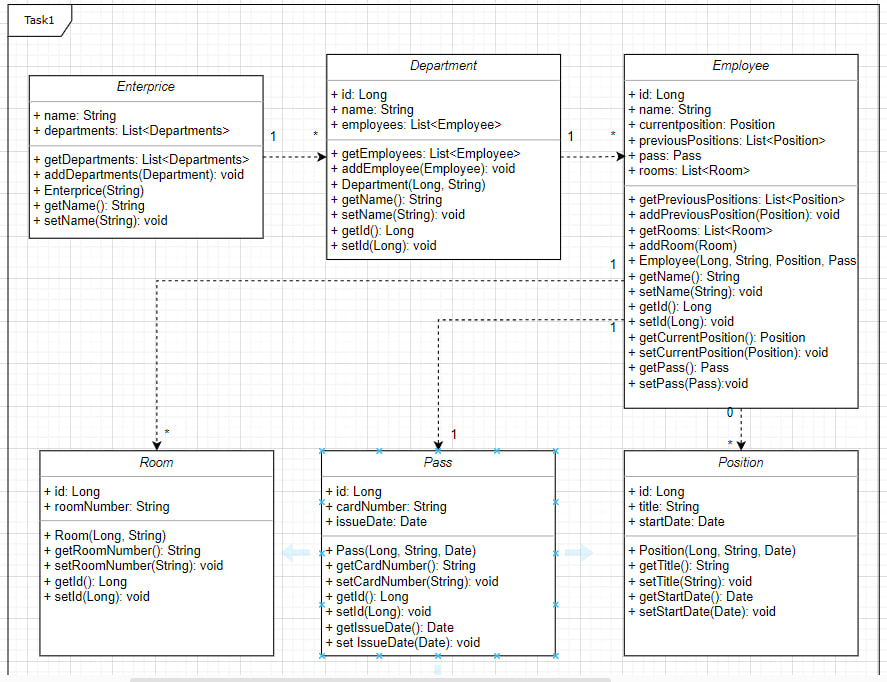 Task1
Enterprice
+ name: String
+ departments: List<Departments>
+ getDepartments: List<Departments>
+ addDepartments(Department): void
+ Enterprice(String)
+ getName(): String
+ setName(String): void
1
*
Department
+ id: Long
+ name: String
+ employees: List<Employee>
+ getEmployees: List<Employee>
+ addEmployee(Employee): void
+ Department(Long, String)
+ getName(): String
+ setName(String): void
+ getId(): Long
+ setId(Long): void
1
*
Employee
+ id: Long
+ name: String
+ currentposition: Position
+ previousPositions: List<Position>
+ pass: Pass
+ rooms: List<Room>
+ getPreviousPositions: List<Position>
+ addPreviousPosition(Position): void
+ getRooms: List<Room>
+ addRoom(Room)
+ Employee(Long, String, Position, Pass
+ getName(): String
+ setName(String): void
+ getId(): Long
+ setId(Long): void
+ getCurrentPosition(): Position
+ setCurrentPosition(Position): void
+ getPass(): Pass
+ setPass(Pass):void
1
1
0
*
1
*
Room
+ id: Long
+ roomNumber: String
+ Room(Long, String)
+ getRoomNumber(): String
+ setRoomNumber(String): void
+ getId(): Long
+ setId(Long): void
Pass
+ id: Long
+ cardNumber: String
+ issueDate: Date
+ Pass(Long, String, Date)
+ getCardNumber(): String
+ setCardNumber(String): void
+ getId(): Long
+ setId(Long): void
+ getIssueDate(): Date
+ set IssueDate(Date): void
Position
+ id: Long
+ title: String
+ startDate: Date
+ Position(Long, String, Date)
+ getTitle(): String
+ setTitle(String): void
+ getStartDate(): Date
+ setStartDate(Date): void